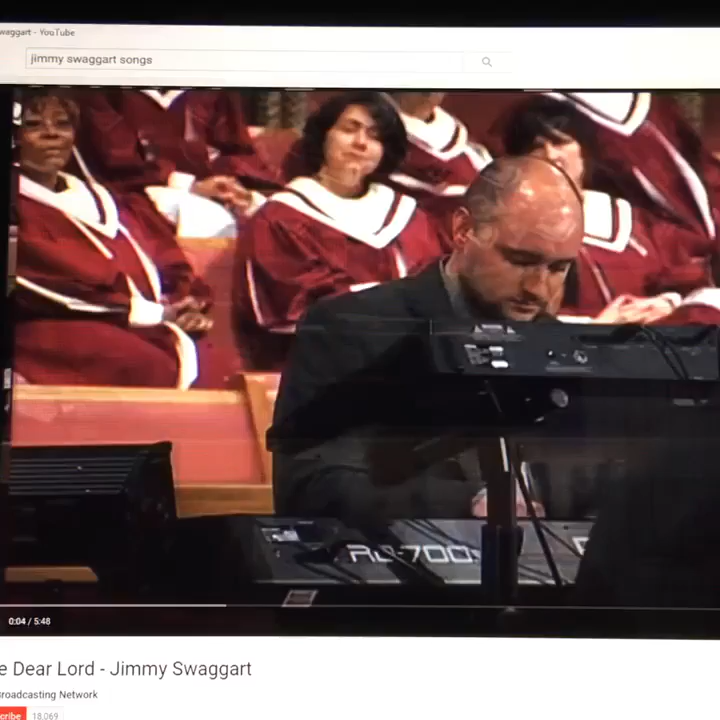 waggart - YouTube
jimmy swaggart songs
RD-700
0:04 / 5:48
e Dear Lord - Jimmy Swaggart
roadcasting Network
cribe 18,069